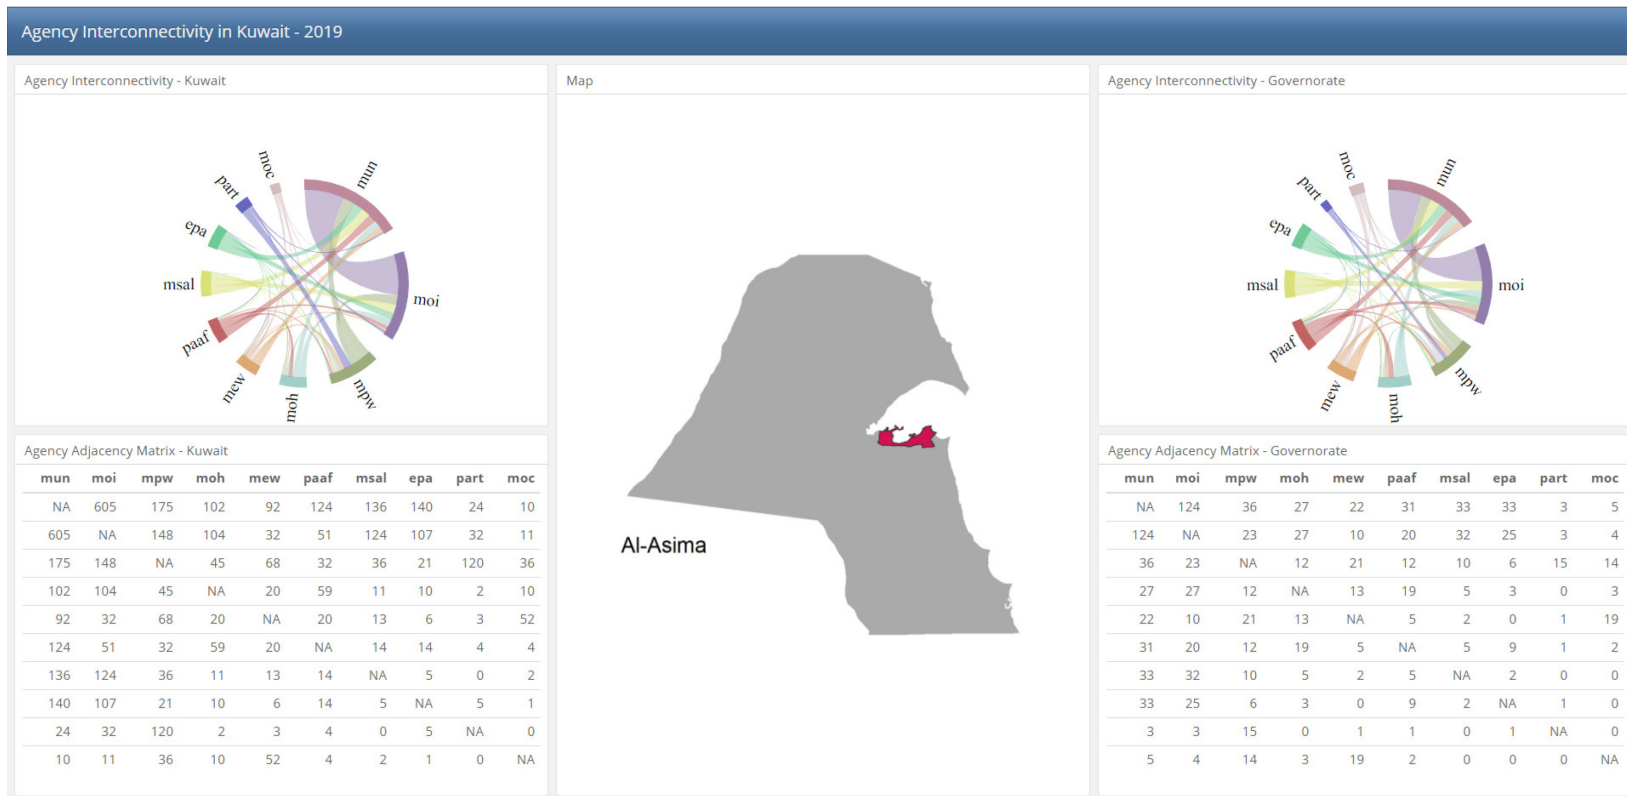 Agency Interconnectivity in Kuwait - 2019
Agency Interconnectivity - Kuwait
moc
mun
part
epa
moi
msal
paaf
mew
moh
mpw
Agency Adjacency Matrix - Kuwait
mun moi mpw moh mew paaf msal epa part moc
NA 605 175 102 92 124 136 140 24 10
605 NA 148 104 32 51 124 107 32 11
175 148 NA 45 68 32 36 21 120 36
102 104 45 NA 20 59 11 10 2 10
92 32 68 20 NA 20 13 6 3 52
124 51 32 59 20 NA 14 14 4 4
136 124 36 11 13 14 NA 5 0 2
140 107 21 10 6 14 5 NA 5 1
24 32 120 2 3 4 0 5 NA 0
10 11 36 10 52 4 2 1 0 NA
Map
Al-Asima
Agency Interconnectivity - Governorate
moc
mun
part
epa
moi
msal
paaf
mew
moh
mpw
Agency Adjacency Matrix - Governorate
mun moi mpw moh mew paaf msal epa part moc
NA 124 36 27 22 31 33 33 3 5
124 NA 23 27 10 20 32 25 3 4
36 23 NA 12 21 12 10 6 15 14
27 27 12 NA 13 19 5 3 0 3
22 10 21 13 NA 5 2 0 1 19
31 20 12 19 5 NA 5 9 1 2
33 32 10 5 2 5 NA 2 0 0
33 25 6 3 0 9 2 NA 1 0
3 3 15 0 1 1 0 1 NA 0
5 4 14 3 19 2 0 0 0 NA